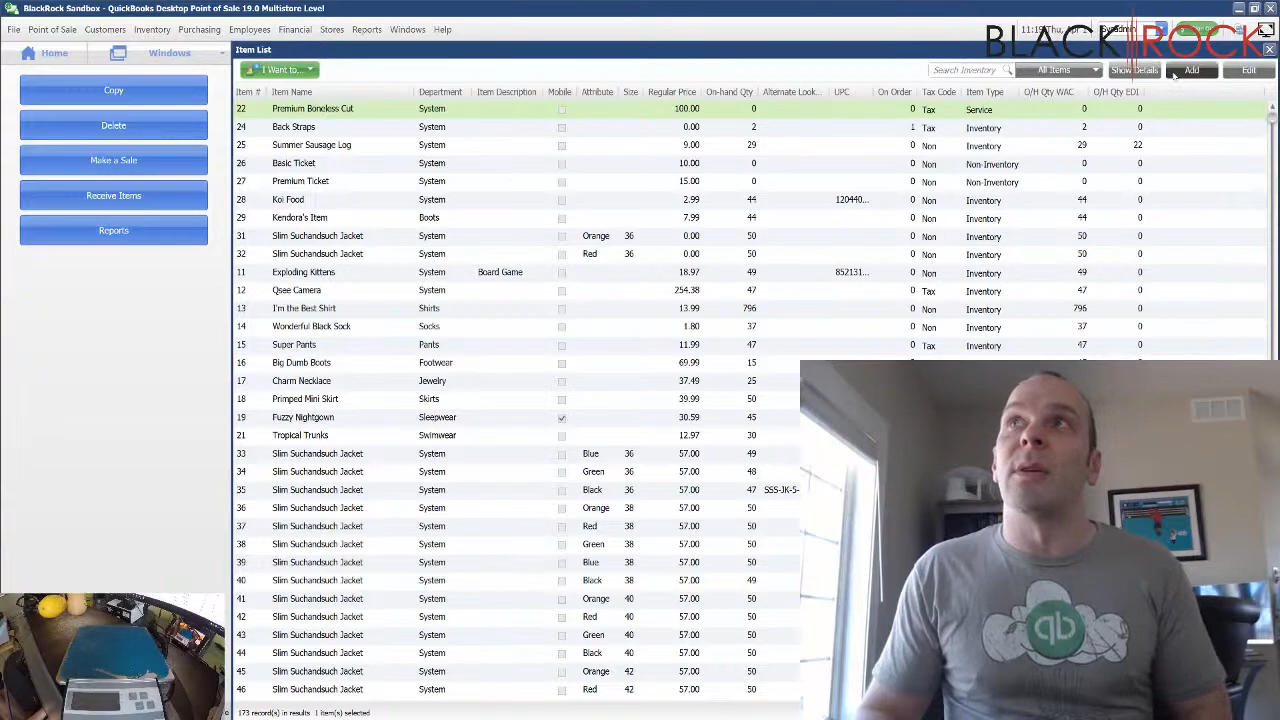 BlackRock Sandbox - QuickBooks Desktop Point of Sale 19.0 Multistore Level
File Point of Sale Customers Inventory Purchasing Employees Financial Stores Reports Windows Help
BLACK ROCK
Home Windows
Item List
I Want to... Search Inventory All Items Show Details Add Edit
Copy
Delete
Make a Sale
Receive Items
Reports
Item # Item Name Department Item Description Mobile Attribute Size Regular Price On-hand Qty Alternate Look... UPC On Order Tax Code Item Type O/H Qty WAC O/H Qty EDI
22 Premium Boneless Cut System 100.00 0 0 Tax Service 0 0
24 Back Straps System 0.00 2 1 Tax Inventory 2 0
25 Summer Sausage Log System 9.00 29 0 Non Inventory 29 22
26 Basic Ticket System 10.00 0 0 Non Non-Inventory 0 0
27 Premium Ticket System 15.00 0 0 Non Non-Inventory 0 0
28 Koi Food System 2.99 44 120440... 0 Non Inventory 44 0
29 Kendora's Item Boots 7.99 44 0 Non Inventory 44 0
31 Slim Suchandsuch Jacket System Orange 36 0.00 50 0 Non Inventory 50 0
32 Slim Suchandsuch Jacket System Red 36 0.00 50 0 Non Inventory 50 0
11 Exploding Kittens System Board Game 18.97 49 852131... 0 Non Inventory 49 0
12 Qsee Camera System 254.38 47 0 Tax Inventory 47 0
13 I'm the Best Shirt Shirts 13.99 796 0 Non Inventory 796 0
14 Wonderful Black Sock Socks 1.80 37 0 Non Inventory 37 0
15 Super Pants Pants 11.99 47 0 Tax Inventory 47 0
16 Big Dumb Boots Footwear 69.99 15
17 Charm Necklace Jewelry 37.49 25
18 Primped Mini Skirt Skirts 39.99 50
19 Fuzzy Nightgown Sleepwear 30.59 45
21 Tropical Trunks Swimwear 12.97 30
33 Slim Suchandsuch Jacket System Blue 36 57.00 49
34 Slim Suchandsuch Jacket System Green 36 57.00 48
35 Slim Suchandsuch Jacket System Black 36 57.00 47 SSS-JK-5-
36 Slim Suchandsuch Jacket System Orange 38 57.00 50
37 Slim Suchandsuch Jacket System Red 38 57.00 50
38 Slim Suchandsuch Jacket System Green 38 57.00 50
39 Slim Suchandsuch Jacket System Blue 38 57.00 50
40 Slim Suchandsuch Jacket System Black 38 57.00 49
41 Slim Suchandsuch Jacket System Orange 40 57.00 50
42 Slim Suchandsuch Jacket System Red 40 57.00 50
43 Slim Suchandsuch Jacket System Green 40 57.00 50
44 Slim Suchandsuch Jacket System Black 40 57.00 50
45 Slim Suchandsuch Jacket System Orange 42 57.00 50
46 Slim Suchandsuch Jacket System Red 42 57.00 50
173 record(s) in results 1 item(s) selected
qb